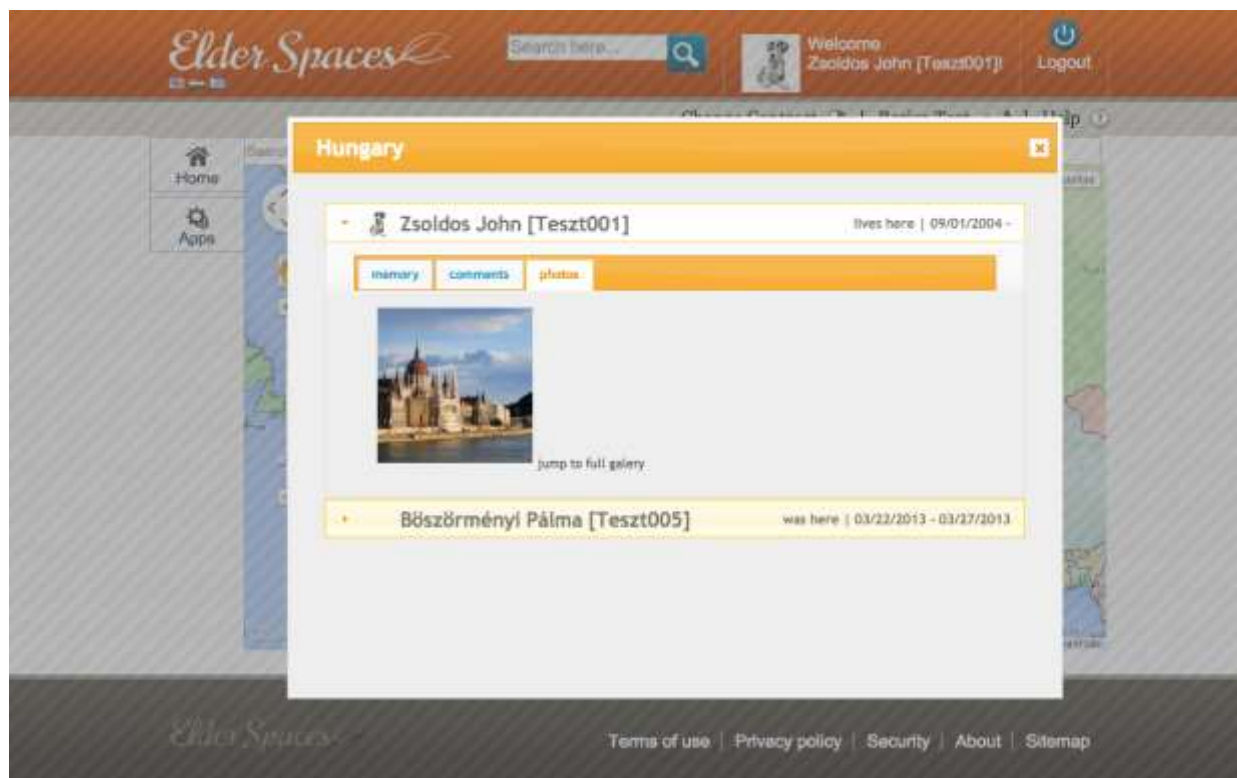 Elder Spaces
Search here...
Welcome
Zsoldos John [Teszt001]!
Logout
Help
Home
Apps
Hungary
Zsoldos John [Teszt001]
lives here | 09/01/2004 -
memory
comments
photos
jump to full galery
Böszörményi Pálma [Teszt005]
was here | 03/22/2013 - 03/27/2013
Elder Spaces
Terms of use | Privacy policy | Security | About | Sitemap